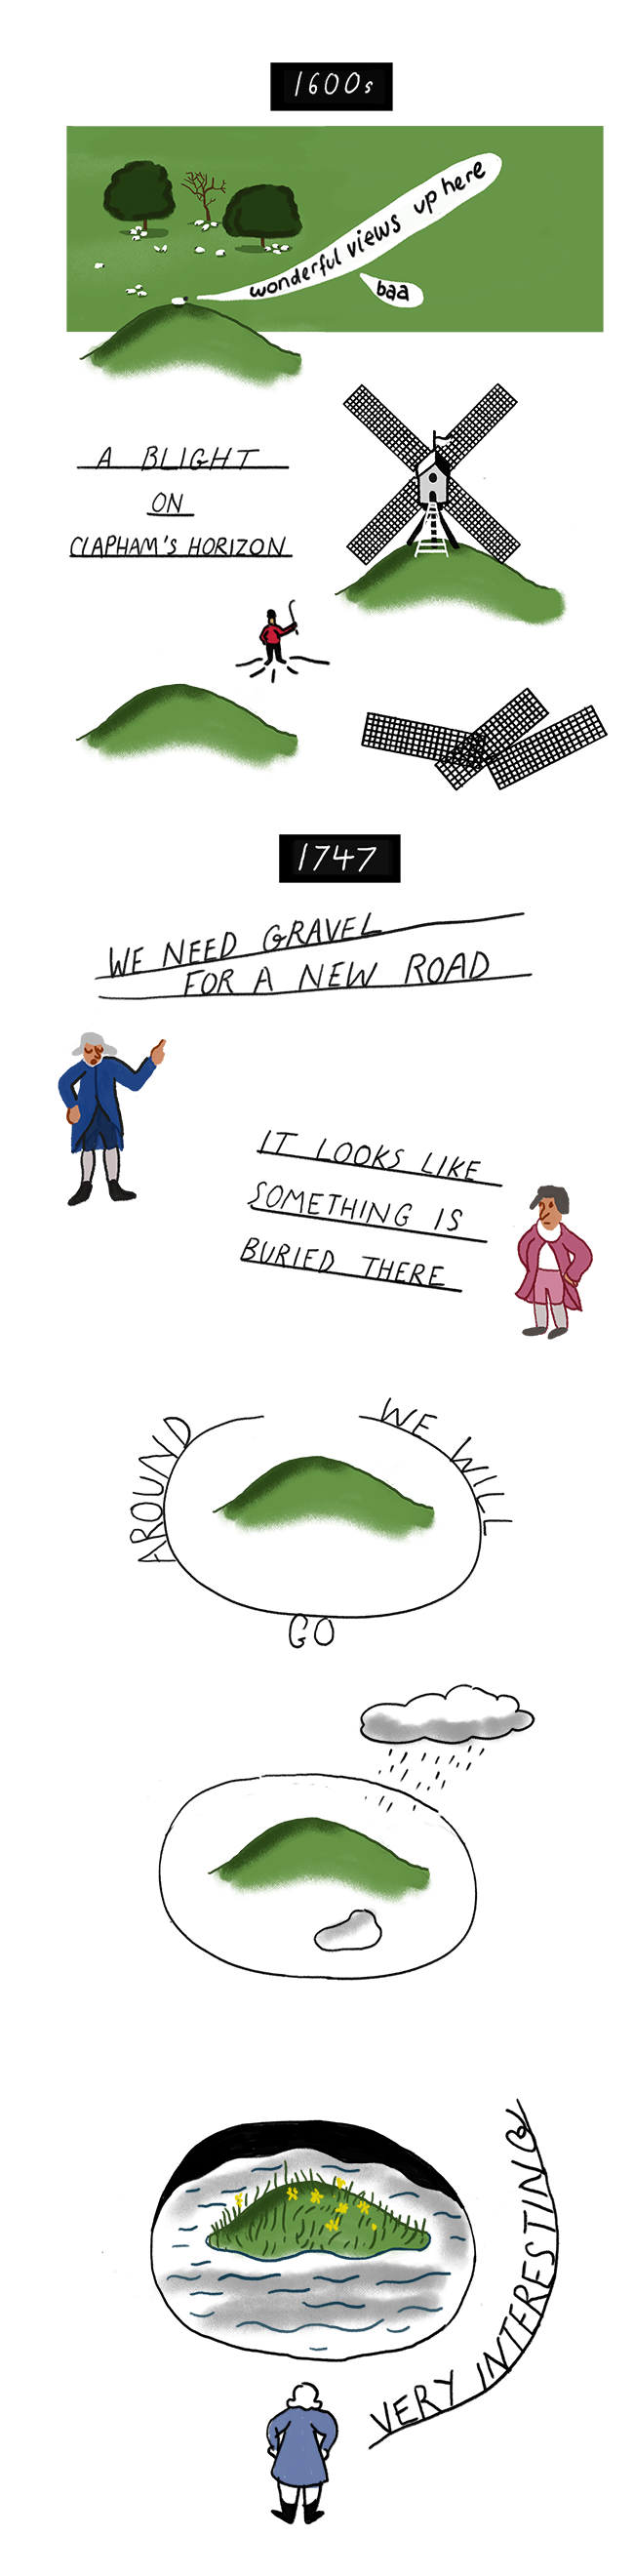 1600s
wonderful views up here
baa
A BLIGHT
ON
CLAPHAM'S HORIZON
1747
WE NEED GRAVEL
FOR A NEW ROAD
IT LOOKS LIKE
SOMETHING IS
BURIED THERE
AROUND
WE WILL
GO
VERY INTERESTING